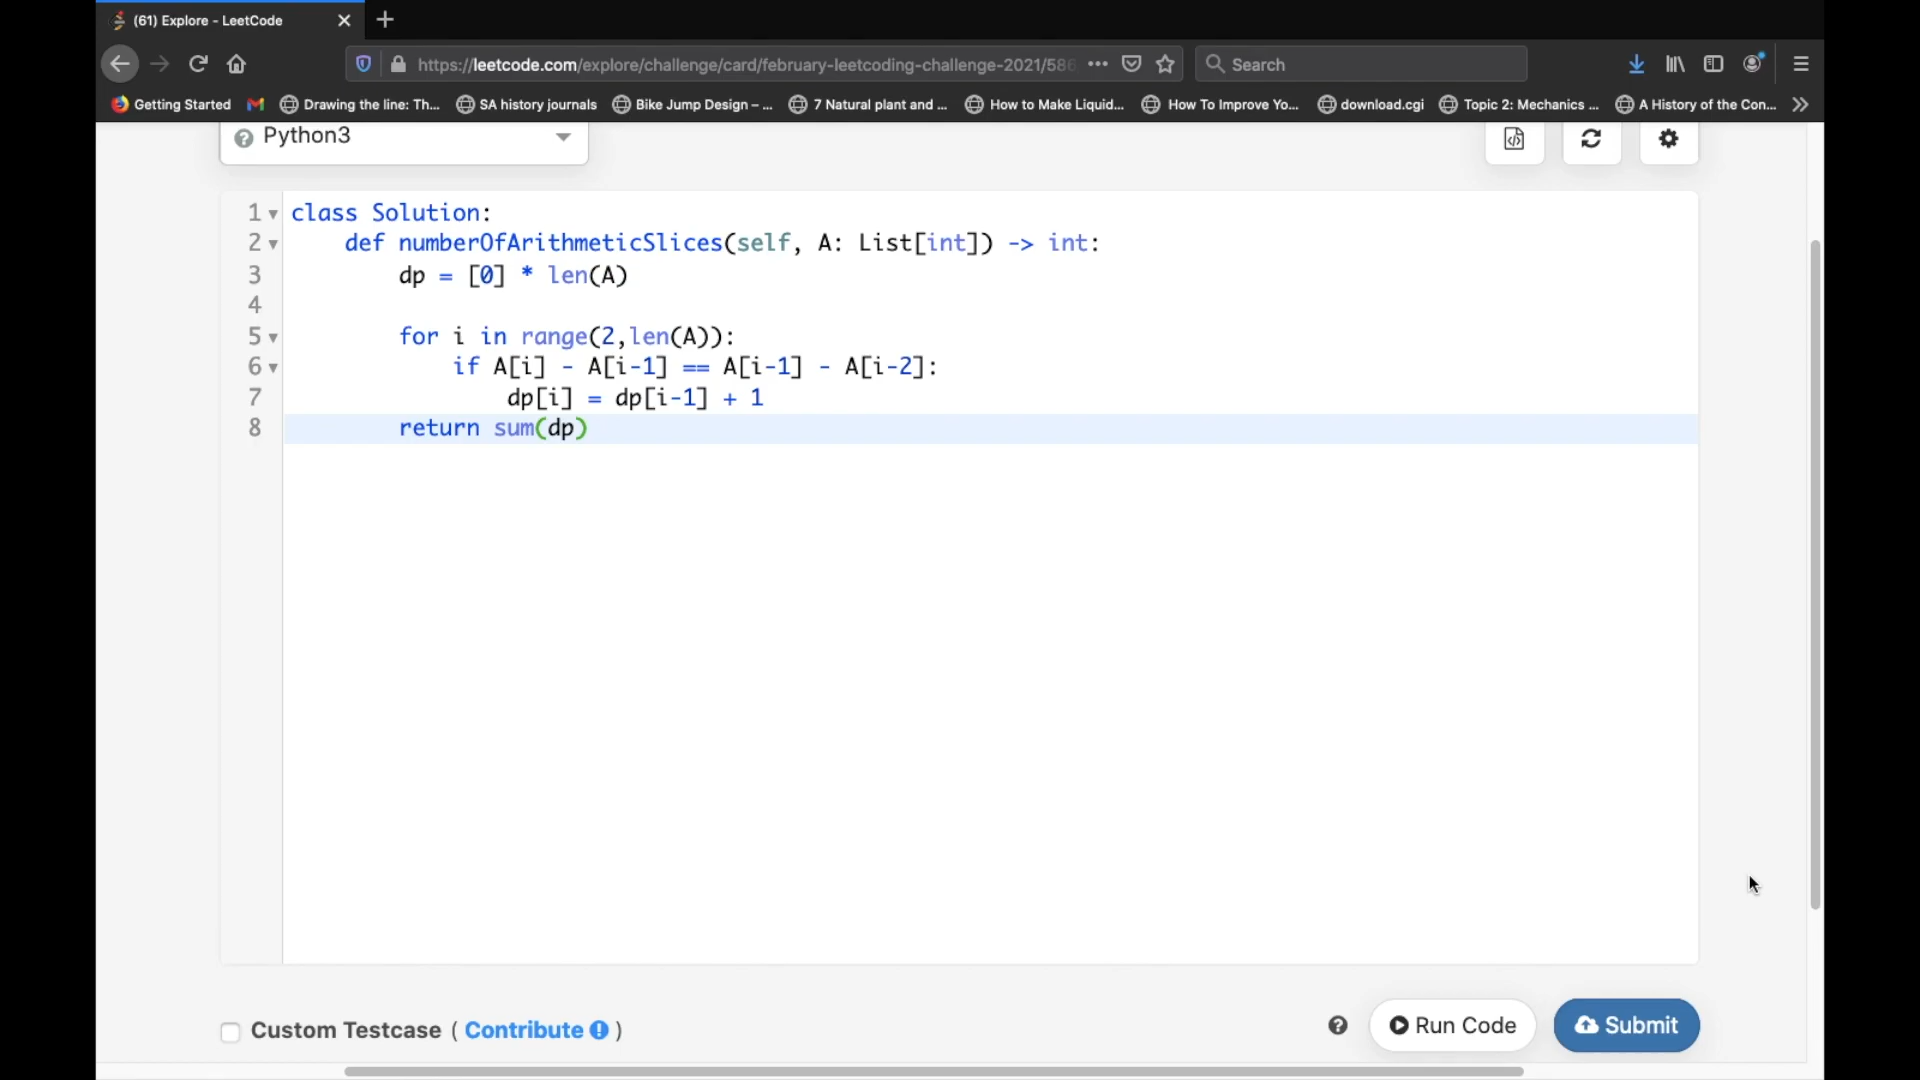 (61) Explore - LeetCode
https://leetcode.com/explore/challenge/card/february-leetcoding-challenge-2021/586
Search
Getting Started
Drawing the line: Th...
SA history journals
Bike Jump Design – ...
7 Natural plant and ...
How to Make Liquid...
How To Improve Yo...
download.cgi
Topic 2: Mechanics ...
A History of the Con...
Python3
1 class Solution:
2 def numberOfArithmeticSlices(self, A: List[int]) -> int:
3 dp = [0] * len(A)
4
5 for i in range(2,len(A)):
6 if A[i] - A[i-1] == A[i-1] - A[i-2]:
7 dp[i] = dp[i-1] + 1
8 return sum(dp)
Custom Testcase ( Contribute )
Run Code
Submit